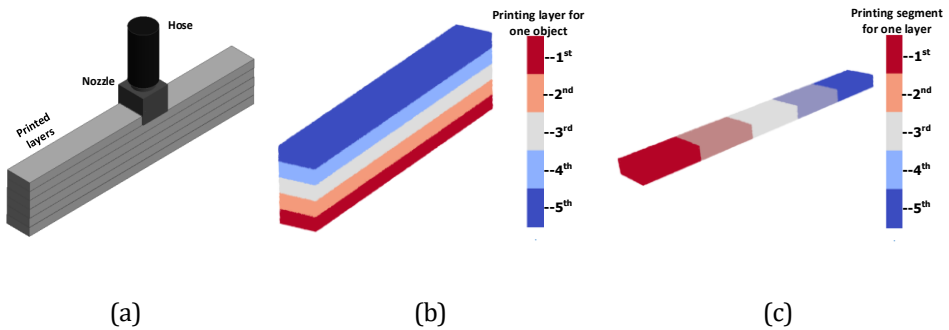 Hose
Nozzle
Printed
layers
Printing layer for
one object
--1st
--2nd
--3rd
--4th
--5th
Printing segment
for one layer
--1st
--2nd
--3rd
--4th
--5th
(a)
(b)
(c)